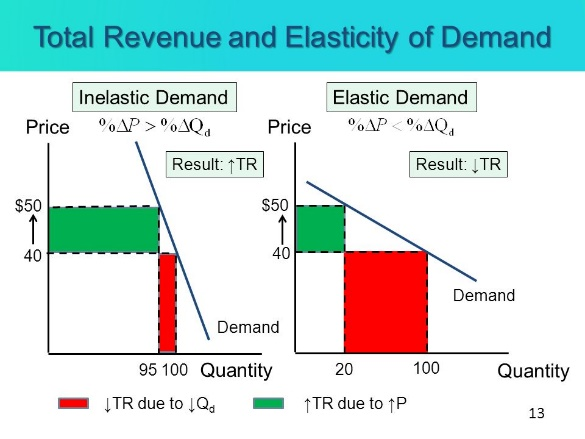 Total Revenue and Elasticity of Demand
Inelastic Demand
%ΔP > %ΔQd
Price
Result: ↑TR
$50
40
Demand
95 100 Quantity
Elastic Demand
%ΔP < %ΔQd
Price
Result: ↓TR
$50
40
Demand
20 100 Quantity
↓TR due to ↓Qd
↑TR due to ↑P
13